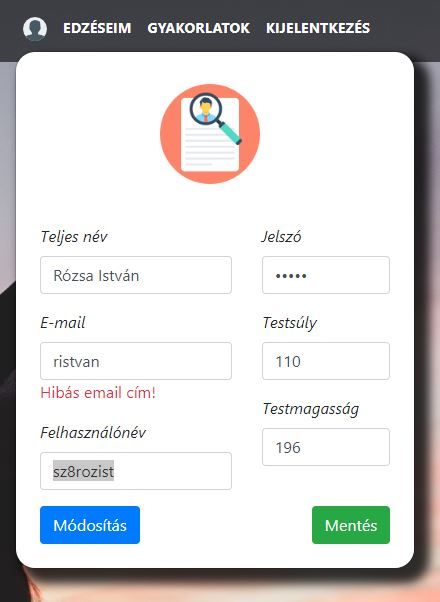 EDZÉSEIM GYAKORLATOK KIJELENTKEZÉS
Teljes név
Rózsa István
E-mail
ristvan
Hibás email cím!
Felhasználónév
sz8rozist
Módosítás
Jelszó
•••••
Testsúly
110
Testmagasság
196
Mentés